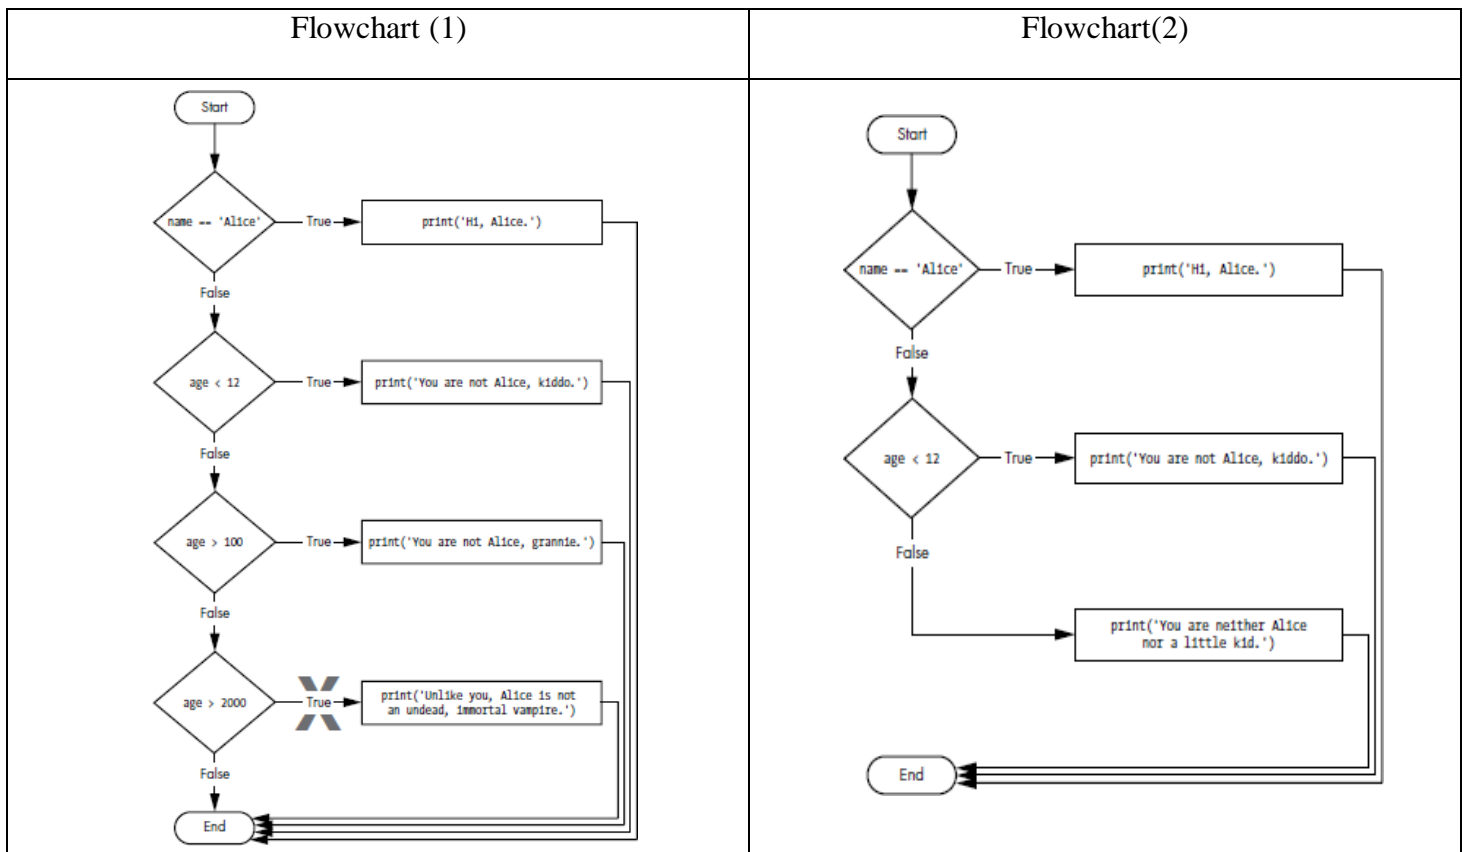 Flowchart (1)
Flowchart(2)
Start
name == 'Alice'
True
print('Hi, Alice.')
False
age < 12
True
print('You are not Alice, kiddo.')
False
age > 100
True
print('You are not Alice, grannie.')
False
age > 2000
True
print('Unlike you, Alice is not
an undead, immortal vampire.')
False
End
Start
name == 'Alice'
True
print('Hi, Alice.')
False
age < 12
True
print('You are not Alice, kiddo.')
False
print('You are neither Alice
nor a little kid.')
End